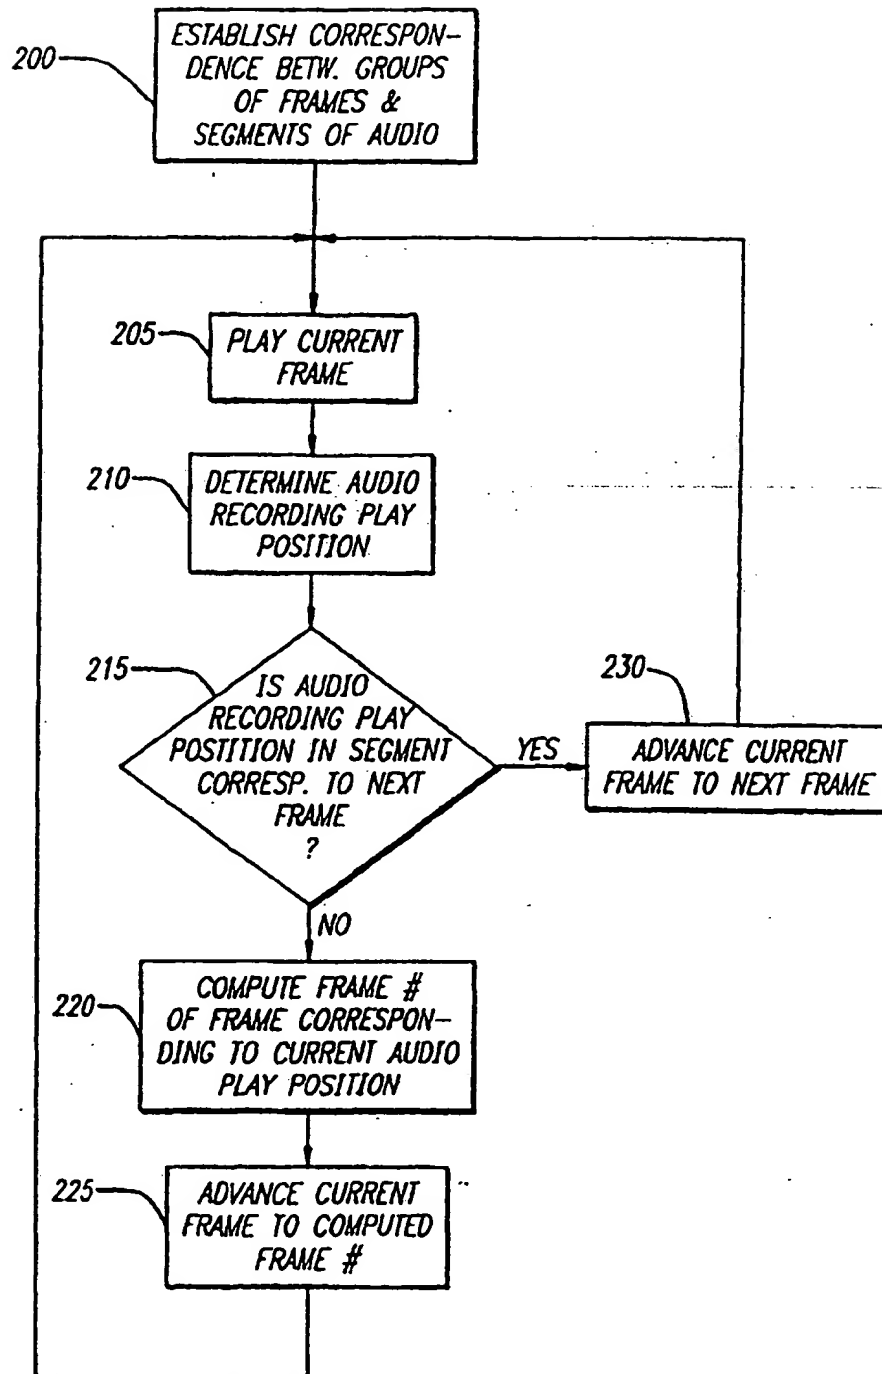 200
ESTABLISH CORRESPON-
DENCE BETW. GROUPS
OF FRAMES &
SEGMENTS OF AUDIO
205
PLAY CURRENT
FRAME
210
DETERMINE AUDIO
RECORDING PLAY
POSITION
215
IS AUDIO
RECORDING PLAY
POSTITION IN SEGMENT
CORRESP. TO NEXT
FRAME
?
YES
230
ADVANCE CURRENT
FRAME TO NEXT FRAME
NO
220
COMPUTE FRAME #
OF FRAME CORRESPON-
DING TO CURRENT AUDIO
PLAY POSITION
225
ADVANCE CURRENT
FRAME TO COMPUTED
FRAME #